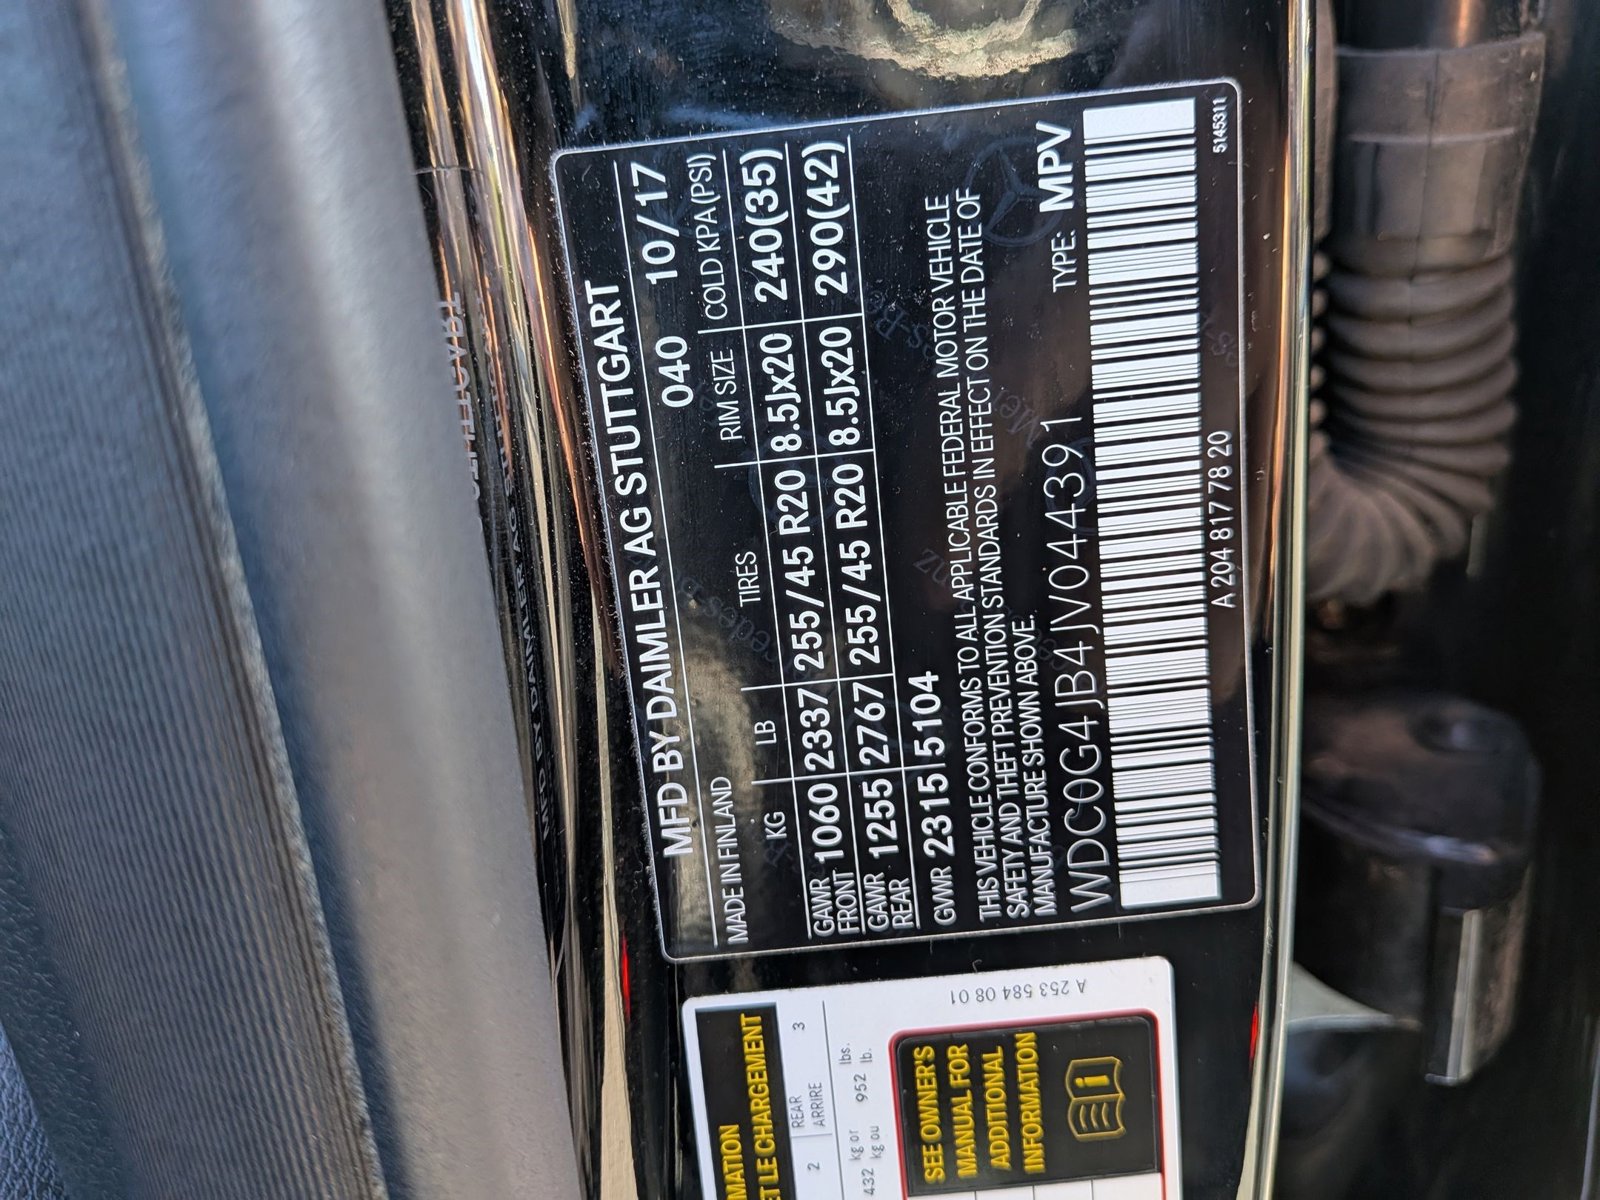 MFD BY DAIMLER AG STUTTGART
MADE IN FINLAND 040 10/17
KG LB TIRES RIM SIZE COLD KPA (PSI)
GAWR FRONT 1060 2337 255/45 R20 8.5Jx20 240(35)
GAWR REAR 1255 2767 255/45 R20 8.5Jx20 290(42)
GVWR 2315 5104
THIS VEHICLE CONFORMS TO ALL APPLICABLE FEDERAL MOTOR VEHICLE
SAFETY AND THEFT PREVENTION STANDARDS IN EFFECT ON THE DATE OF
MANUFACTURE SHOWN ABOVE.
TYPE: MPV
WDC0G4JB4JV044391
A 204 817 78 20
5145311
MATION
ET LE CHARGEMENT
2 REAR 3
ARRIRE
432 kg or 952 lbs.
kg ou lb.
SEE OWNER'S
MANUAL FOR
ADDITIONAL
INFORMATION
A 253 584 08 01